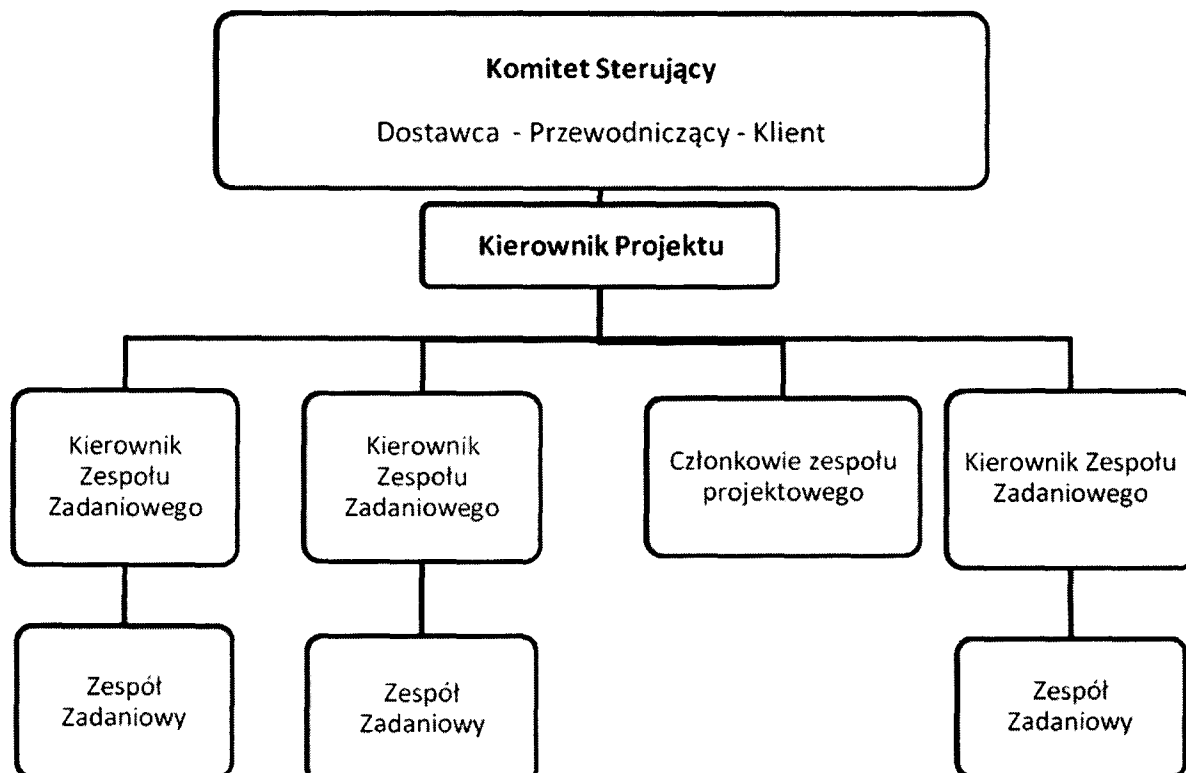 Komitet Sterujący
Dostawca - Przewodniczący - Klient
Kierownik Projektu
Kierownik
Zespołu
Zadaniowego
Kierownik
Zespołu
Zadaniowego
Członkowie zespołu
projektowego
Kierownik Zespołu
Zadaniowego
Zespół
Zadaniowy
Zespół
Zadaniowy
Zespół
Zadaniowy